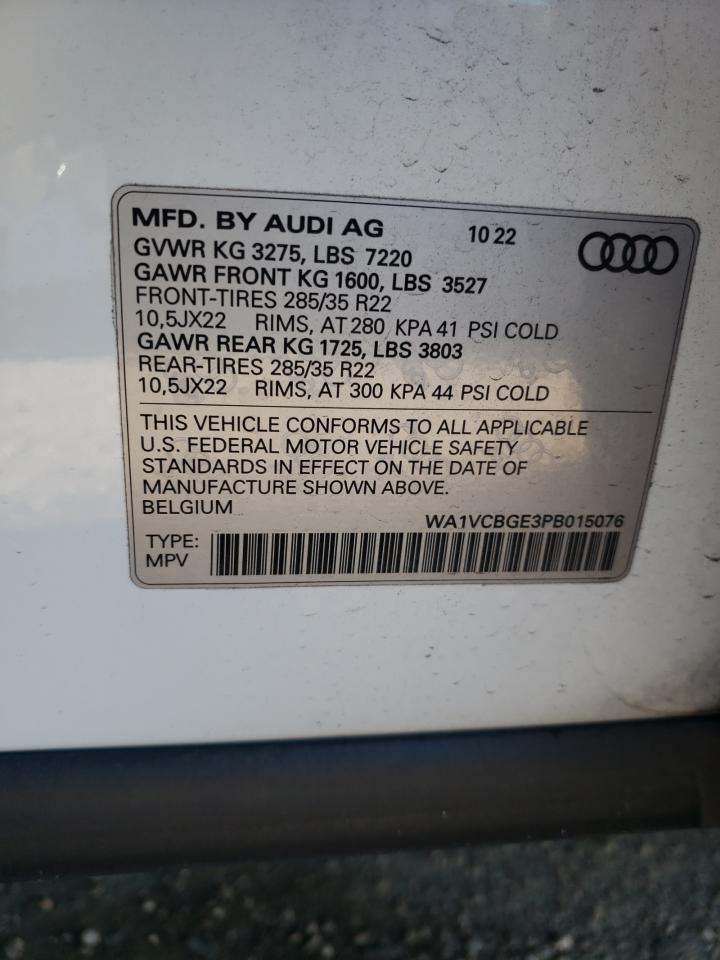 MFD. BY AUDI AG 10 22
GVWR KG 3275, LBS 7220
GAWR FRONT KG 1600, LBS 3527
FRONT-TIRES 285/35 R22
10,5JX22 RIMS, AT 280 KPA 41 PSI COLD
GAWR REAR KG 1725, LBS 3803
REAR-TIRES 285/35 R22
10,5JX22 RIMS, AT 300 KPA 44 PSI COLD
THIS VEHICLE CONFORMS TO ALL APPLICABLE
U.S. FEDERAL MOTOR VEHICLE SAFETY
STANDARDS IN EFFECT ON THE DATE OF
MANUFACTURE SHOWN ABOVE.
BELGIUM
WA1VCBGE3PB015076
TYPE:
MPV